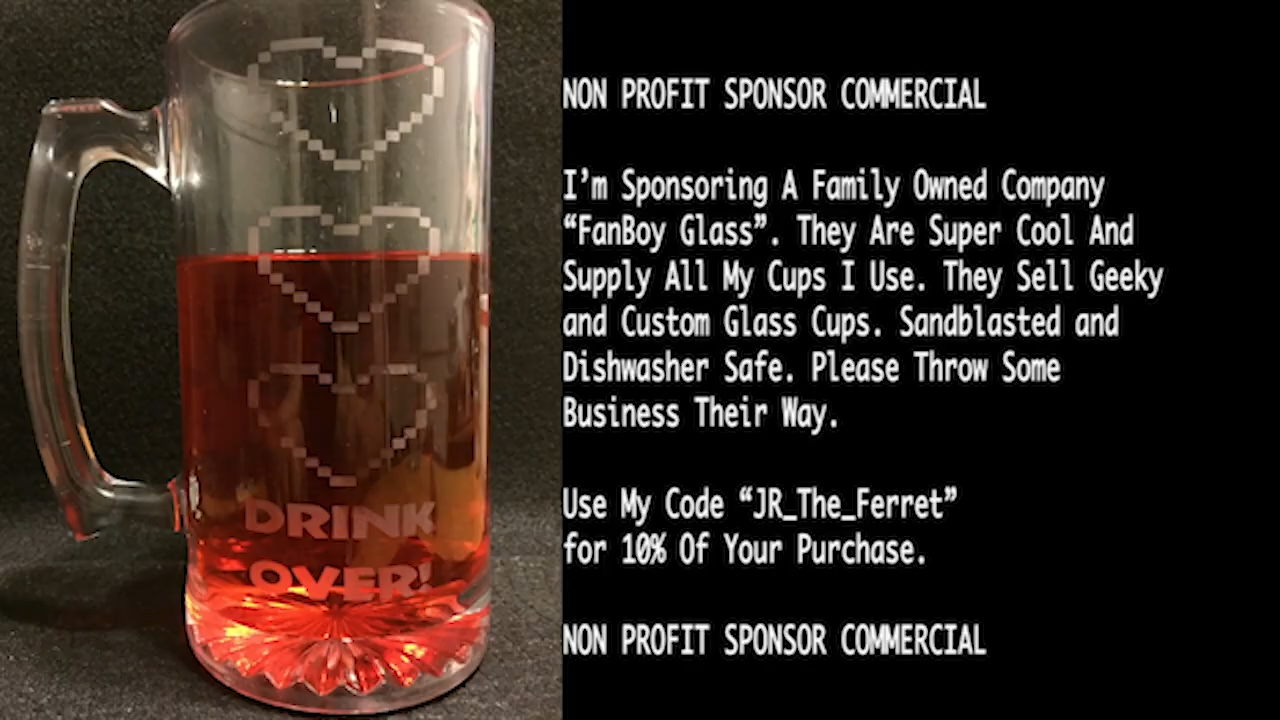 DRINK
OVER!
NON PROFIT SPONSOR COMMERCIAL
I’m Sponsoring A Family Owned Company
“FanBoy Glass”. They Are Super Cool And
Supply All My Cups I Use. They Sell Geeky
and Custom Glass Cups. Sandblasted and
Dishwasher Safe. Please Throw Some
Business Their Way.
Use My Code “JR_The_Ferret”
for 10% Of Your Purchase.
NON PROFIT SPONSOR COMMERCIAL